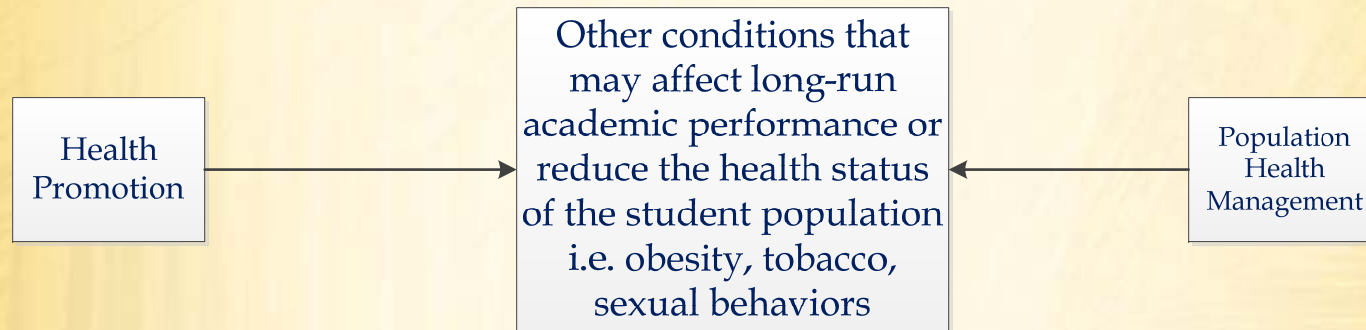 Health
Promotion
Other conditions that
may affect long-run
academic performance or
reduce the health status
of the student population
i.e. obesity, tobacco,
sexual behaviors
Population
Health
Management